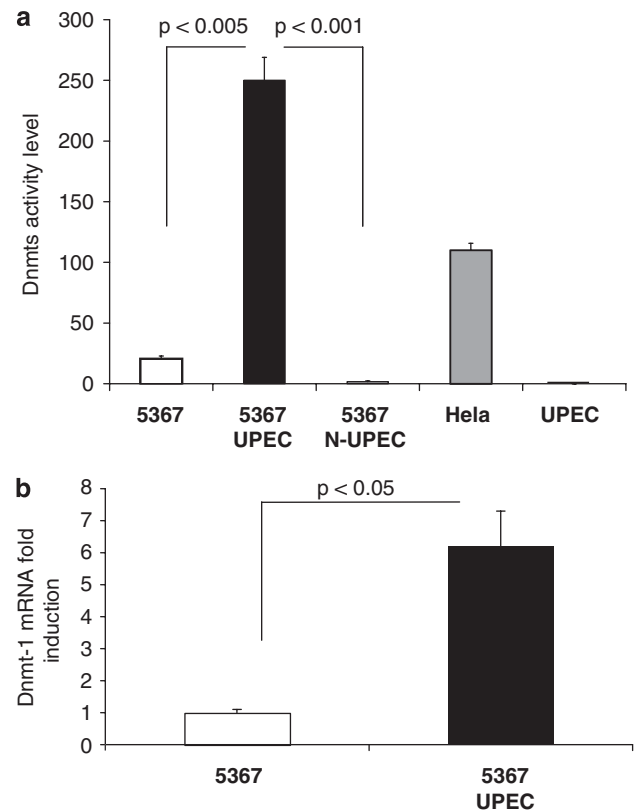 a
300
250
200
150
100
50
0
Dnmts activity level
p < 0.005
p < 0.001
5367
5367
UPEC
5367
N-UPEC
Hela
UPEC
b
8
7
6
5
4
3
2
1
0
Dnmt-1 mRNA fold
induction
p < 0.05
5367
5367
UPEC